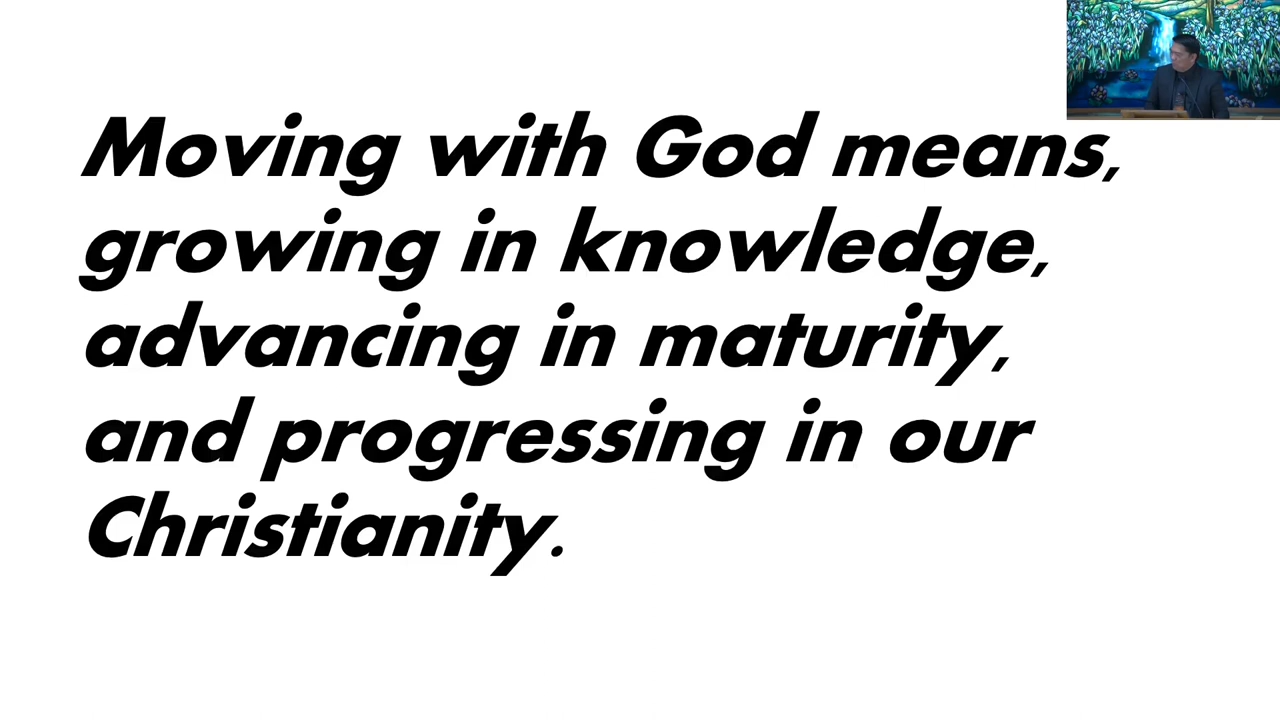 Moving with God means,
growing in knowledge,
advancing in maturity,
and progressing in our
Christianity.